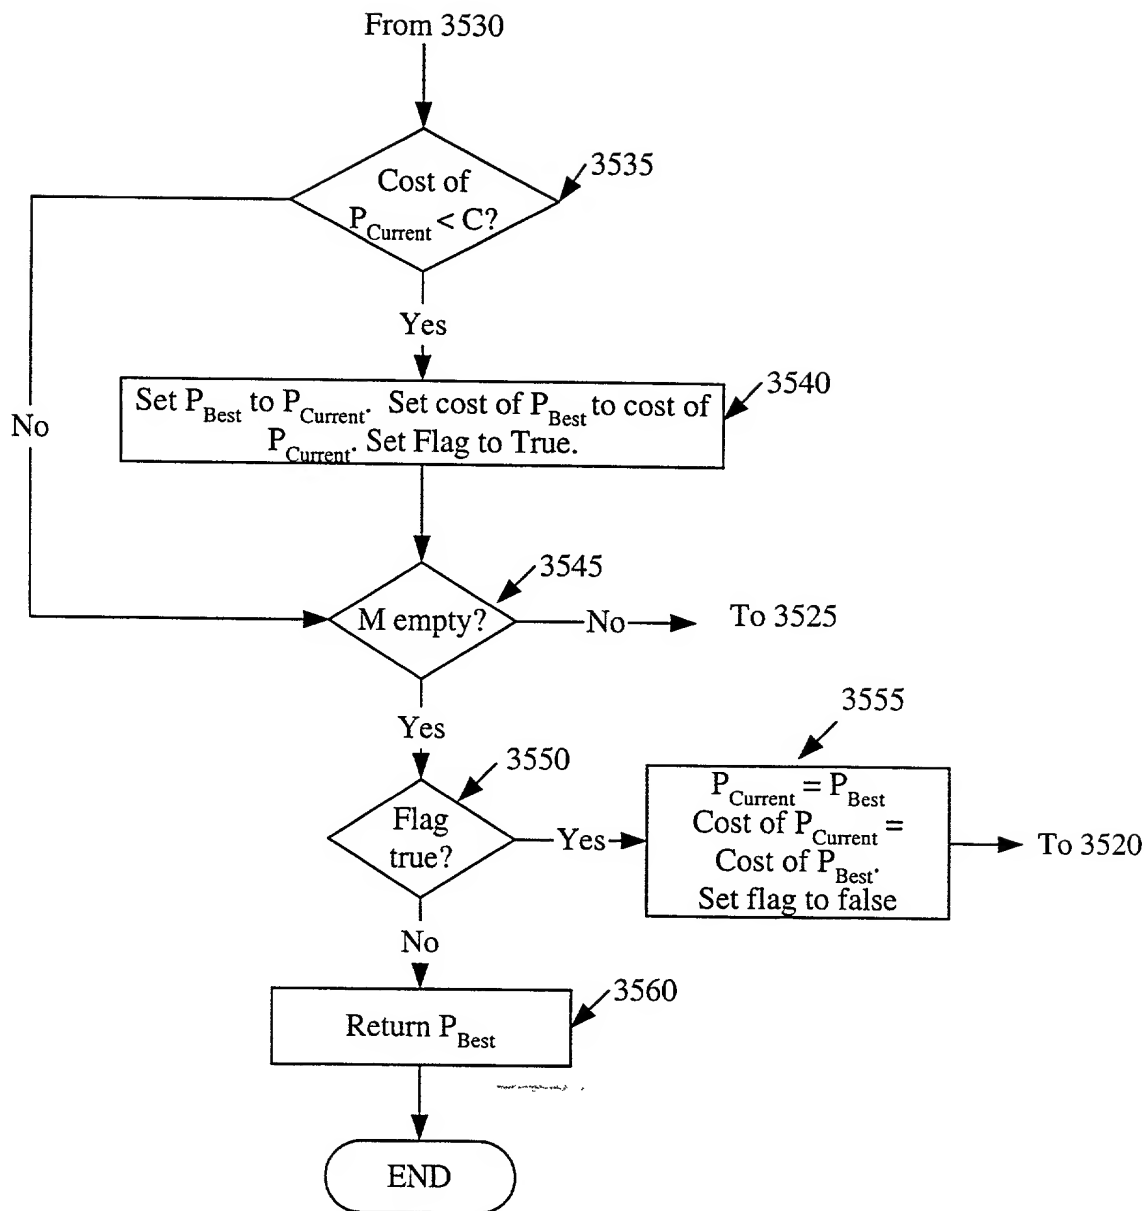 From 3530
Cost of
P_Current < C?
3535
Yes
3540
Set P_Best to P_Current. Set cost of P_Best to cost of
P_Current. Set Flag to True.
No
3545
M empty?
No
To 3525
Yes
3555
3550
Flag
true?
Yes
P_Current = P_Best
Cost of P_Current =
Cost of P_Best.
Set flag to false
To 3520
No
3560
Return P_Best
END